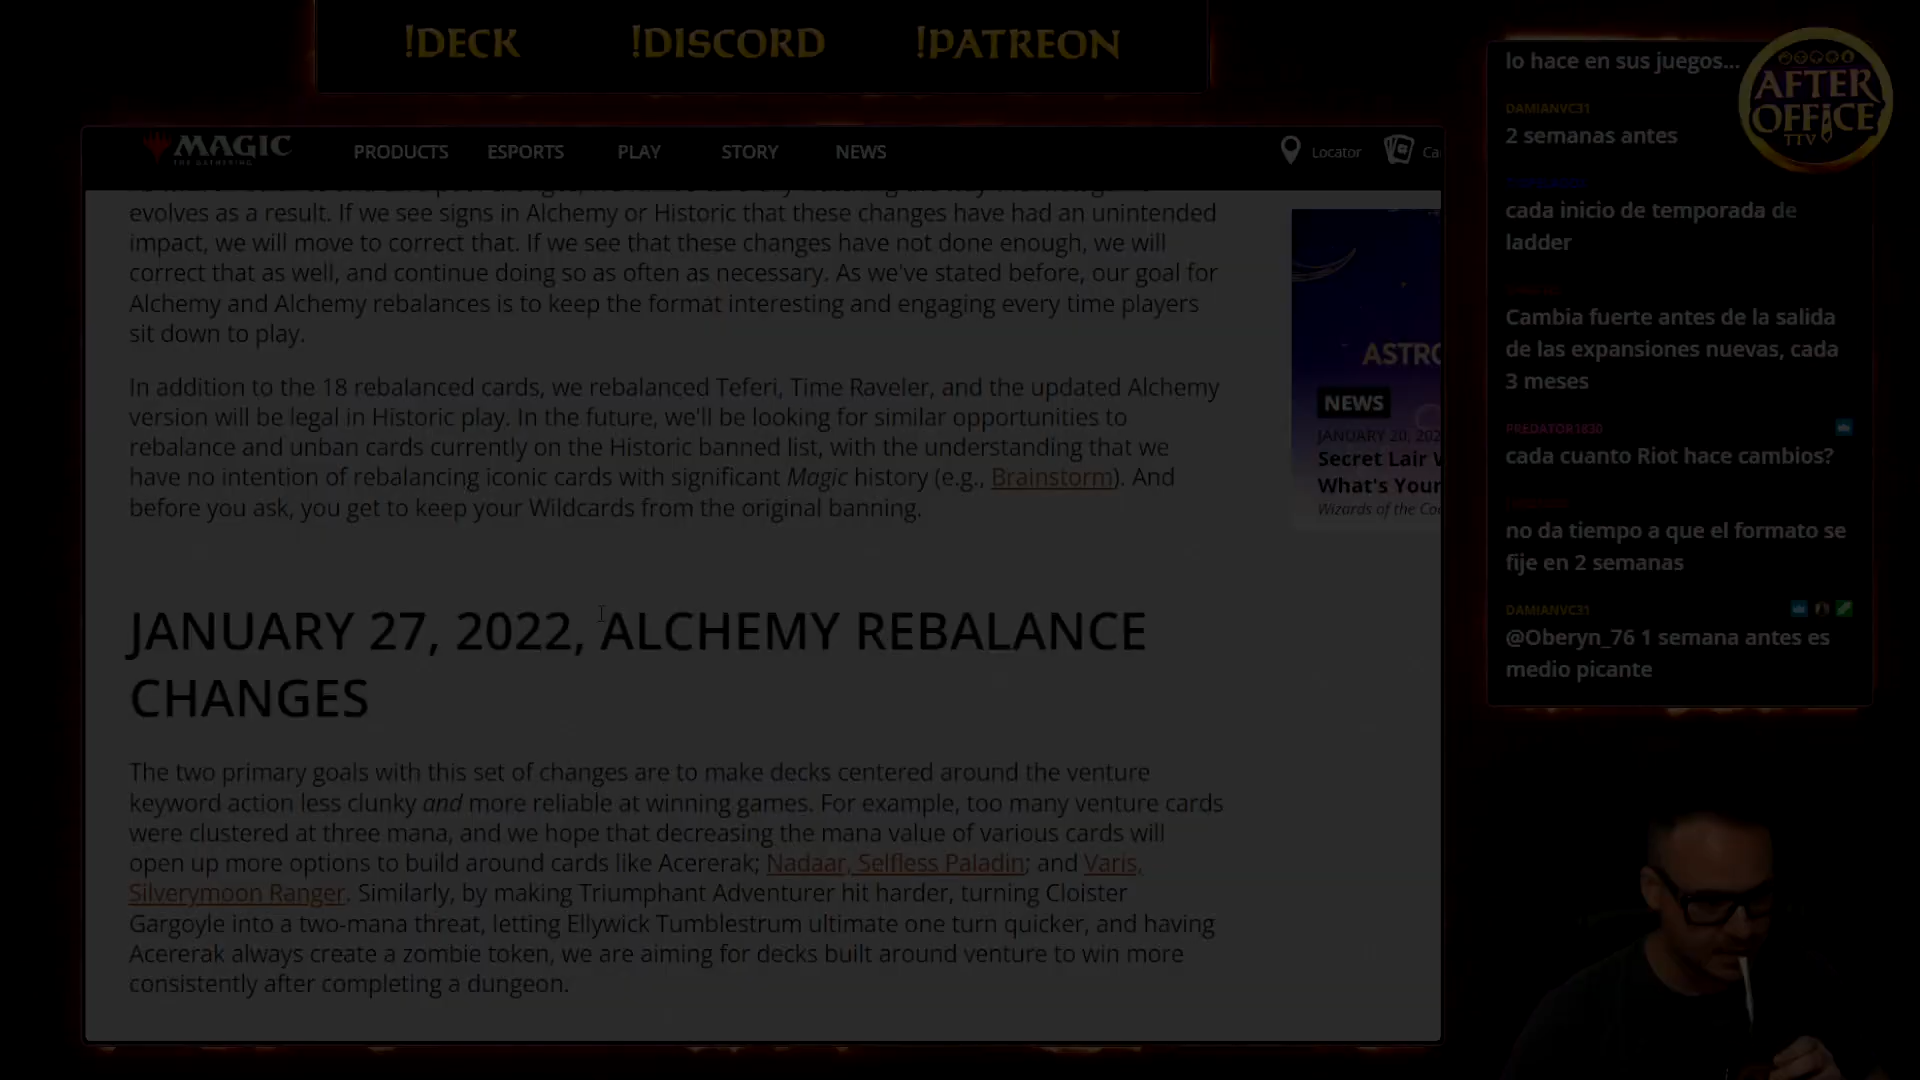 !DECK
!DISCORD
!PATREON
MAGIC
THE GATHERING
PRODUCTS
ESPORTS
PLAY
STORY
NEWS
Locator
evolves as a result. If we see signs in Alchemy or Historic that these changes have had an unintended
impact, we will move to correct that. If we see that these changes have not done enough, we will
correct that as well, and continue doing so as often as necessary. As we've stated before, our goal for
Alchemy and Alchemy rebalances is to keep the format interesting and engaging every time players
sit down to play.
In addition to the 18 rebalanced cards, we rebalanced Teferi, Time Raveler, and the updated Alchemy
version will be legal in Historic play. In the future, we'll be looking for similar opportunities to
rebalance and unban cards currently on the Historic banned list, with the understanding that we
have no intention of rebalancing iconic cards with significant Magic history (e.g., Brainstorm). And
before you ask, you get to keep your Wildcards from the original banning.
JANUARY 27, 2022, ALCHEMY REBALANCE
CHANGES
The two primary goals with this set of changes are to make decks centered around the venture
keyword action less clunky and more reliable at winning games. For example, too many venture cards
were clustered at three mana, and we hope that decreasing the mana value of various cards will
open up more options to build around cards like Acererak; Nadaar, Selfless Paladin; and Varis,
Silverymoon Ranger. Similarly, by making Triumphant Adventurer hit harder, turning Cloister
Gargoyle into a two-mana threat, letting Ellywick Tumblestrum ultimate one turn quicker, and having
Acererak always create a zombie token, we are aiming for decks built around venture to win more
consistently after completing a dungeon.
ASTRO
NEWS
JANUARY 20, 202
Secret Lair
What's Your
Wizards of the Co
lo hace en sus juegos...
DAMIANVC31
2 semanas antes
cada inicio de temporada de
ladder
Cambia fuerte antes de la salida
de las expansiones nuevas, cada
3 meses
PREDATOR1830
cada cuanto Riot hace cambios?
no da tiempo a que el formato se
fije en 2 semanas
DAMIANVC31
@Oberyn_76 1 semana antes es
medio picante
AFTER
OFFICE
TTV